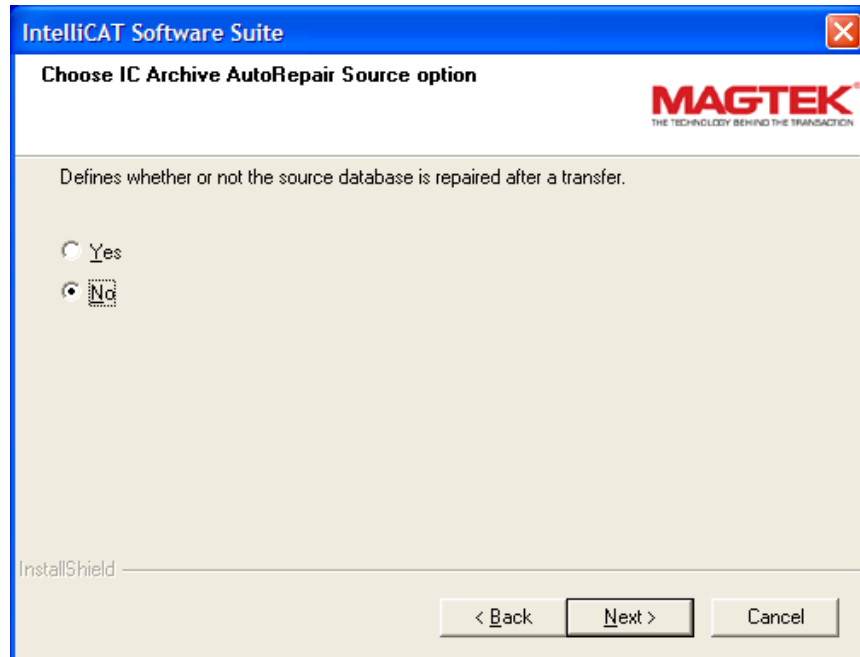 IntelliCAT Software Suite
Choose IC Archive AutoRepair Source option
MAGTEK®
THE TECHNOLOGY BEHIND THE TRANSACTION
Defines whether or not the source database is repaired after a transfer.
Yes
No
InstallShield
< Back Next > Cancel